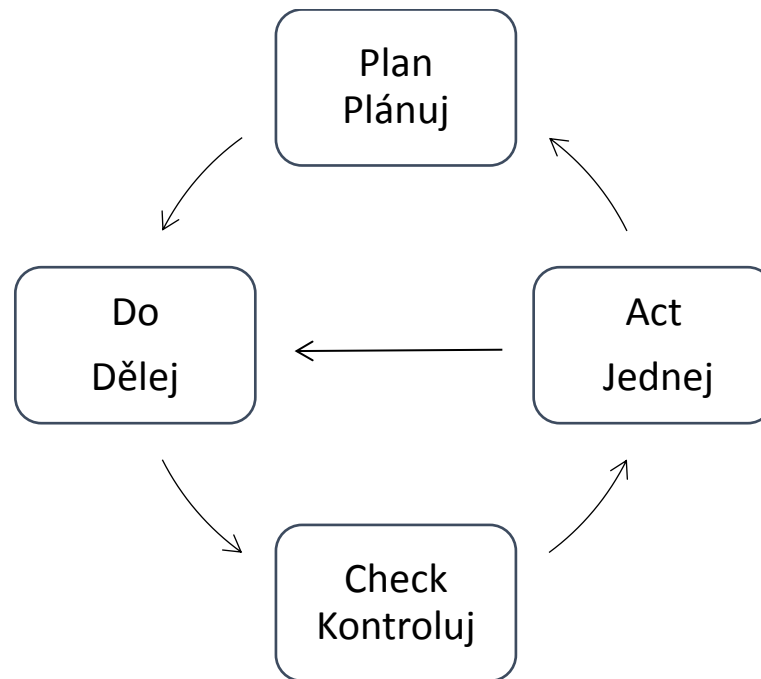 Plan
Plánuj
Do
Dělej
Act
Jednej
Check
Kontroluj